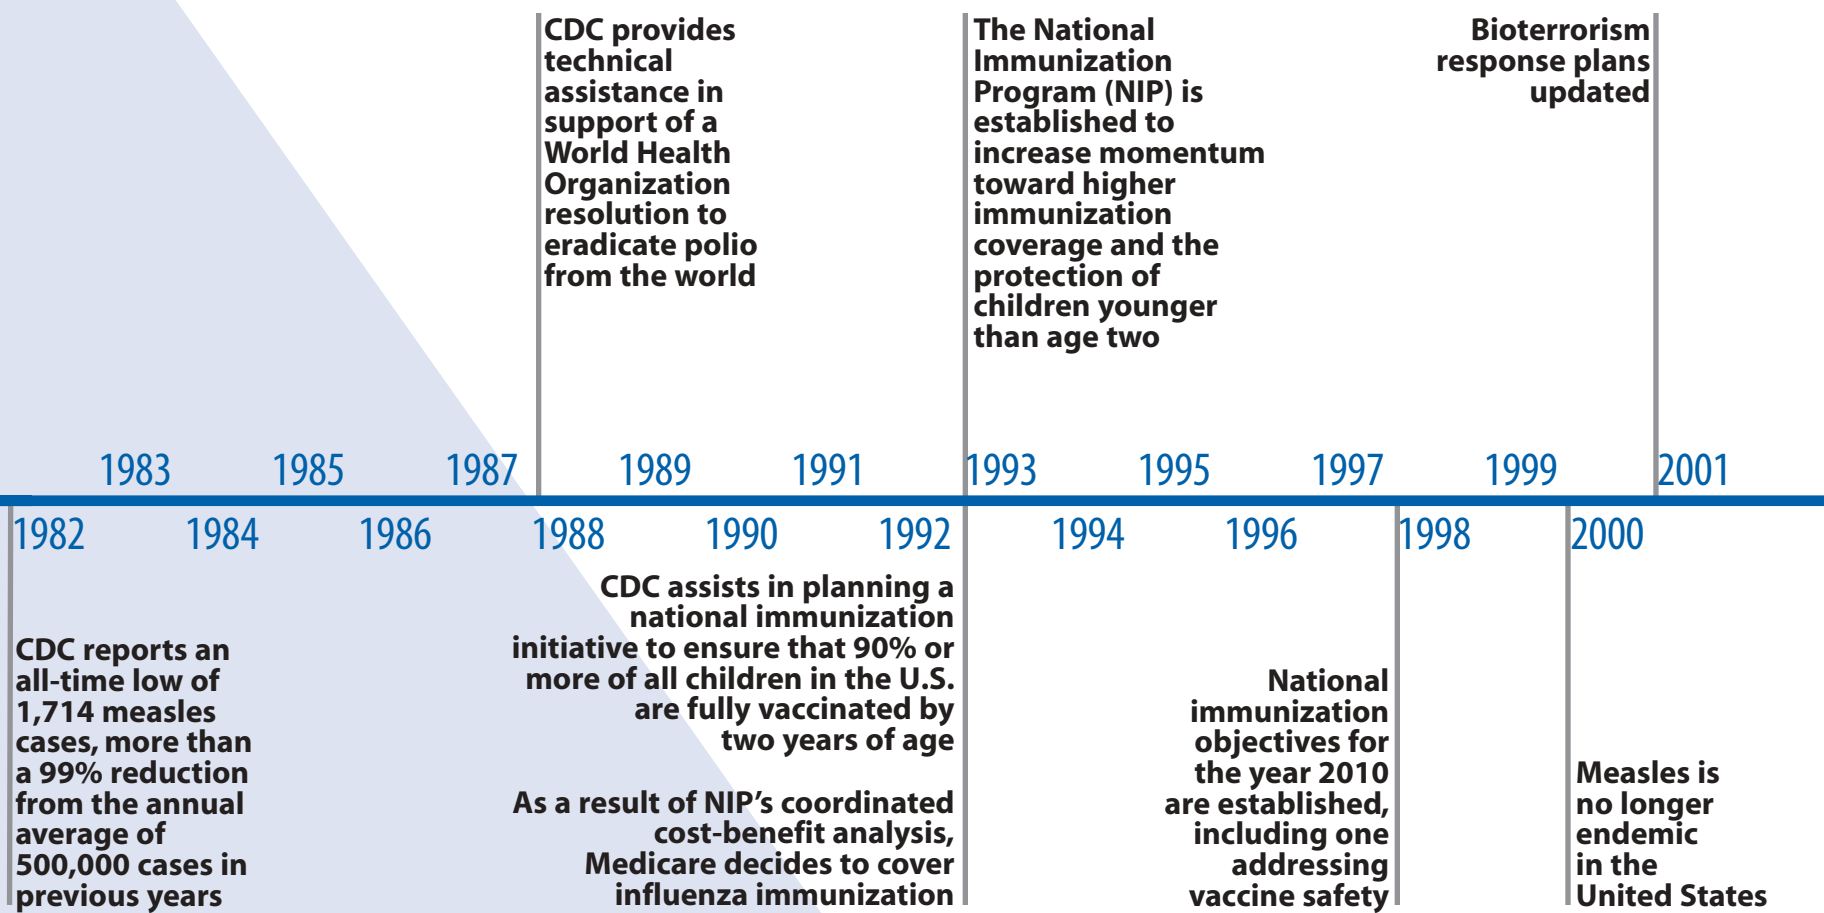 CDC provides
technical
assistance in
support of a
World Health
Organization
resolution to
eradicate polio
from the world
The National
Immunization
Program (NIP) is
established to
increase momentum
toward higher
immunization
coverage and the
protection of
children younger
than age two
Bioterrorism
response plans
updated
1983 1985 1987 1989 1991 1993 1995 1997 1999 2001
1982 1984 1986 1988 1990 1992 1994 1996 1998 2000
CDC reports an
all-time low of
1,714 measles
cases, more than
a 99% reduction
from the annual
average of
500,000 cases in
previous years
CDC assists in planning a
national immunization
initiative to ensure that 90% or
more of all children in the U.S.
are fully vaccinated by
two years of age
As a result of NIP’s coordinated
cost-benefit analysis,
Medicare decides to cover
influenza immunization
National
immunization
objectives for
the year 2010
are established,
including one
addressing
vaccine safety
Measles is
no longer
endemic
in the
United States